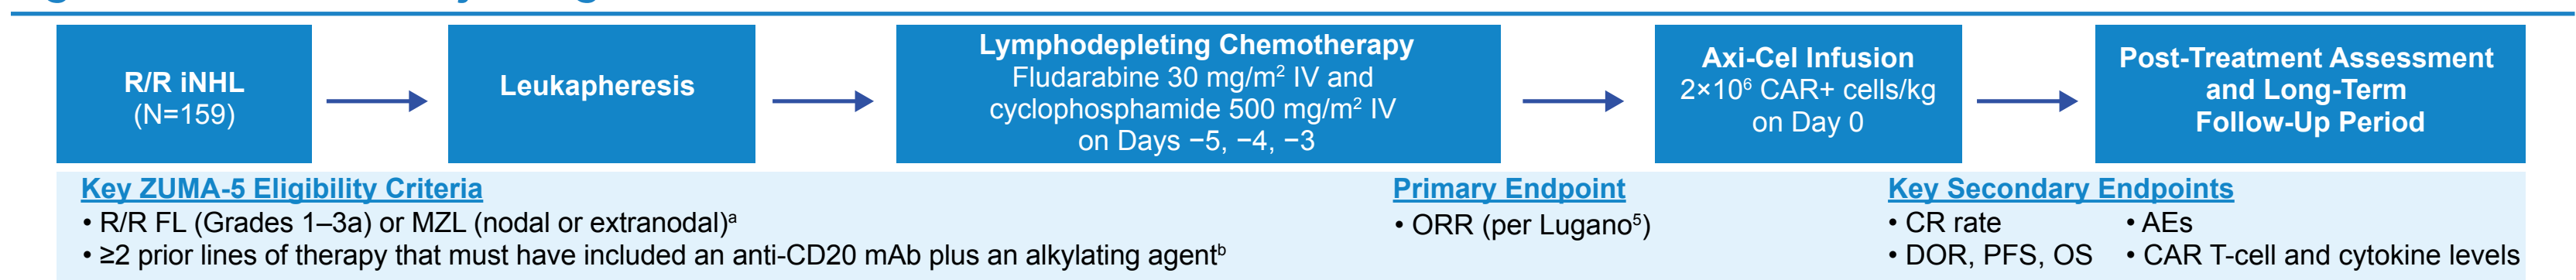 R/R iNHL
(N=159)
Leukapheresis
Lymphodepleting Chemotherapy
Fludarabine 30 mg/m² IV and
cyclophosphamide 500 mg/m² IV
on Days −5, −4, −3
Axi-Cel Infusion
2×10⁶ CAR+ cells/kg
on Day 0
Post-Treatment Assessment
and Long-Term
Follow-Up Period
Key ZUMA-5 Eligibility Criteria
• R/R FL (Grades 1–3a) or MZL (nodal or extranodal)ᵃ
• ≥2 prior lines of therapy that must have included an anti-CD20 mAb plus an alkylating agentᵇ
Primary Endpoint
• ORR (per Lugano⁵)
Key Secondary Endpoints
• CR rate
• DOR, PFS, OS
• AEs
• CAR T-cell and cytokine levels